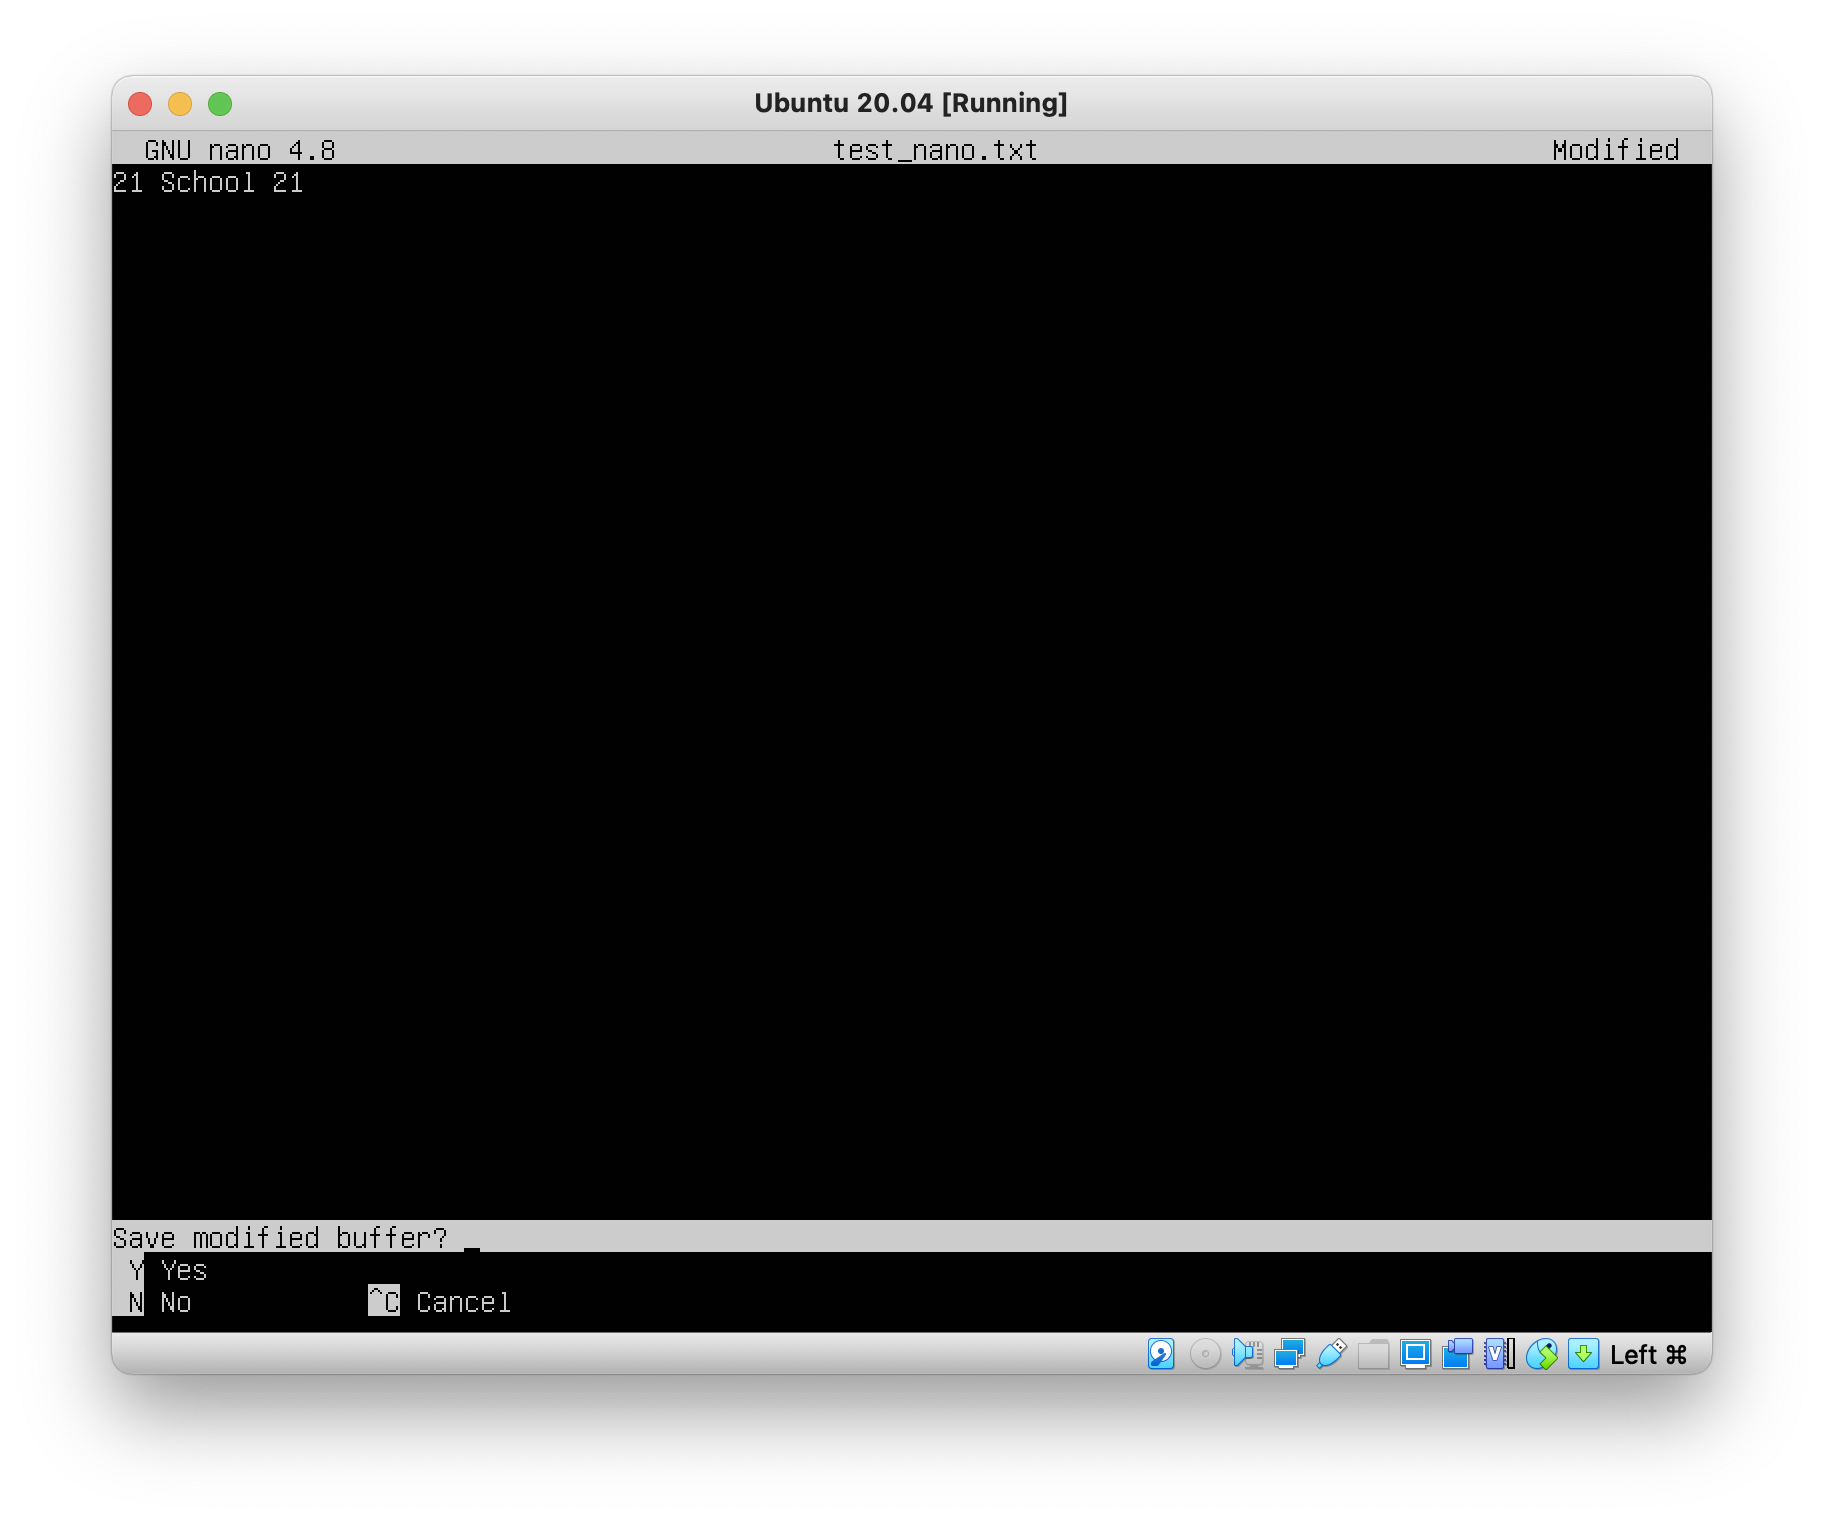 Ubuntu 20.04 [Running]
GNU nano 4.8 test_nano.txt Modified
21 School 21
Save modified buffer?
Y Yes
N No ^C Cancel
Left ⌘